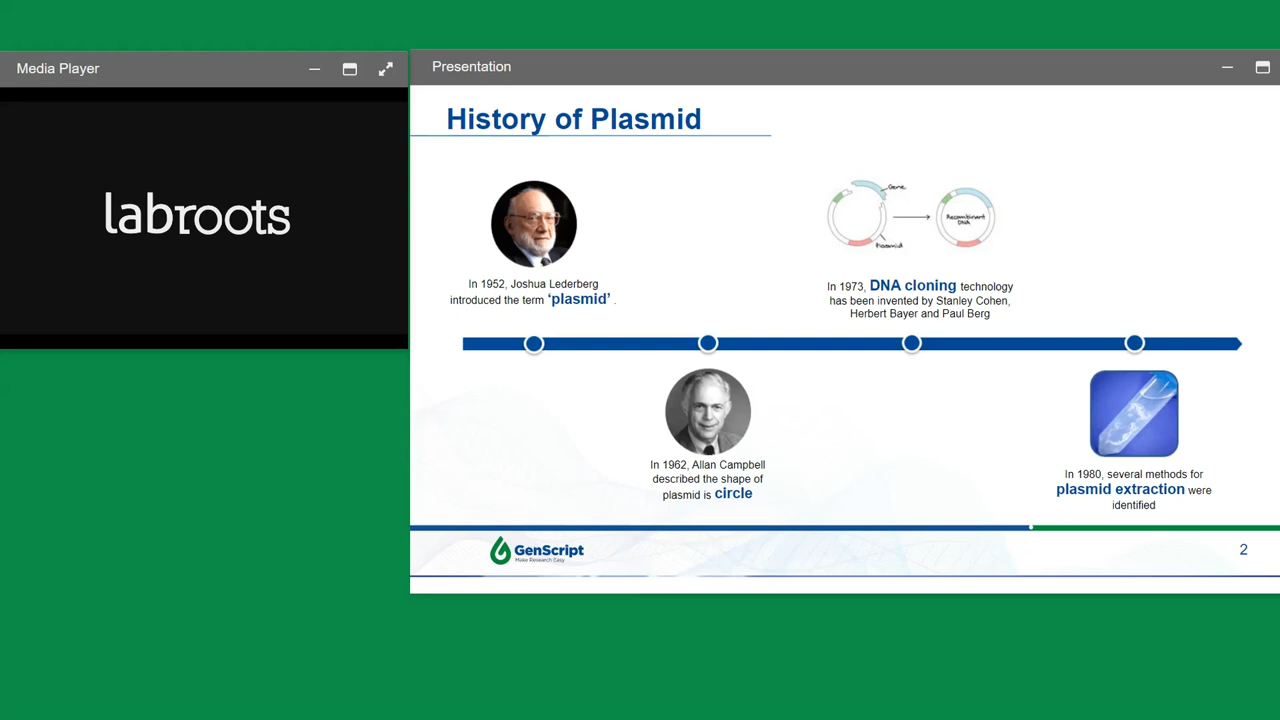 Media Player
Presentation
labroots
History of Plasmid
Gene
Plasmid
Recombinant
DNA
In 1952, Joshua Lederberg
introduced the term ‘plasmid’ .
In 1973, DNA cloning technology
has been invented by Stanley Cohen,
Herbert Bayer and Paul Berg
In 1962, Allan Campbell
described the shape of
plasmid is circle
In 1980, several methods for
plasmid extraction were
identified
GenScript
Make Research Easy
2